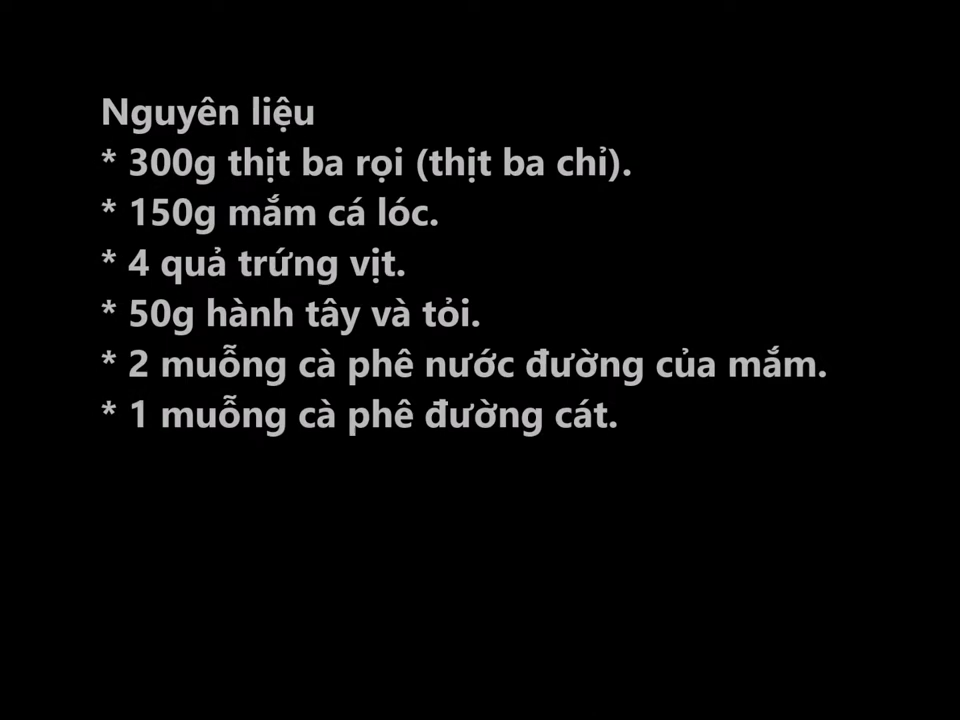 Nguyên liệu
* 300g thịt ba rọi (thịt ba chỉ).
* 150g mắm cá lóc.
* 4 quả trứng vịt.
* 50g hành tây và tỏi.
* 2 muỗng cà phê nước đường của mắm.
* 1 muỗng cà phê đường cát.